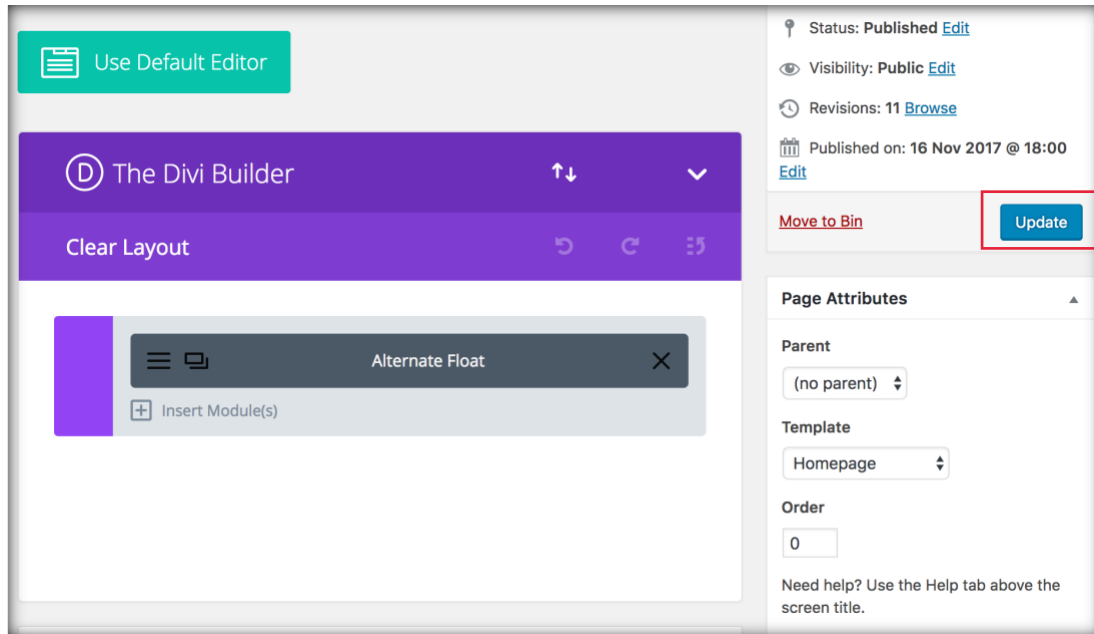 Use Default Editor
D The Divi Builder
Clear Layout
Alternate Float
Insert Module(s)
Status: Published Edit
Visibility: Public Edit
Revisions: 11 Browse
Published on: 16 Nov 2017 @ 18:00
Edit
Move to Bin
Update
Page Attributes
Parent
(no parent)
Template
Homepage
Order
0
Need help? Use the Help tab above the
screen title.